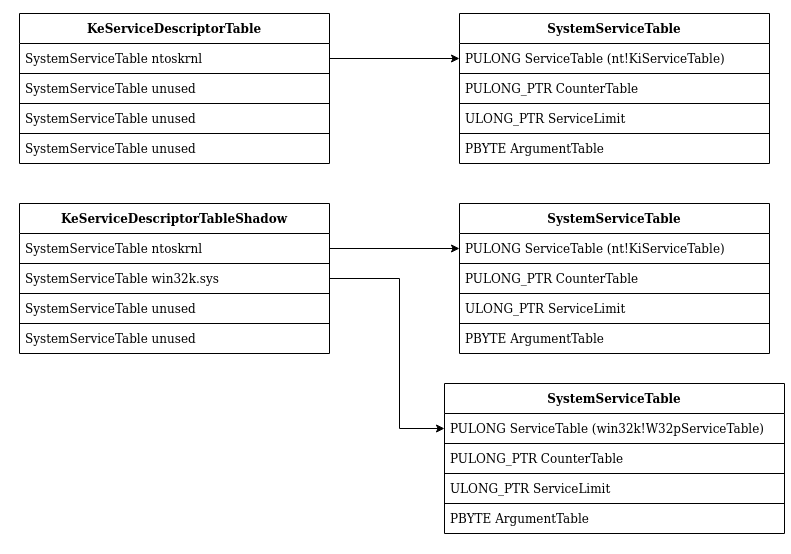 KeServiceDescriptorTable
SystemServiceTable ntoskrnl
SystemServiceTable unused
SystemServiceTable unused
SystemServiceTable unused
SystemServiceTable
PULONG ServiceTable (nt!KiServiceTable)
PULONG_PTR CounterTable
ULONG_PTR ServiceLimit
PBYTE ArgumentTable
KeServiceDescriptorTableShadow
SystemServiceTable ntoskrnl
SystemServiceTable win32k.sys
SystemServiceTable unused
SystemServiceTable unused
SystemServiceTable
PULONG ServiceTable (nt!KiServiceTable)
PULONG_PTR CounterTable
ULONG_PTR ServiceLimit
PBYTE ArgumentTable
SystemServiceTable
PULONG ServiceTable (win32k!W32pServiceTable)
PULONG_PTR CounterTable
ULONG_PTR ServiceLimit
PBYTE ArgumentTable